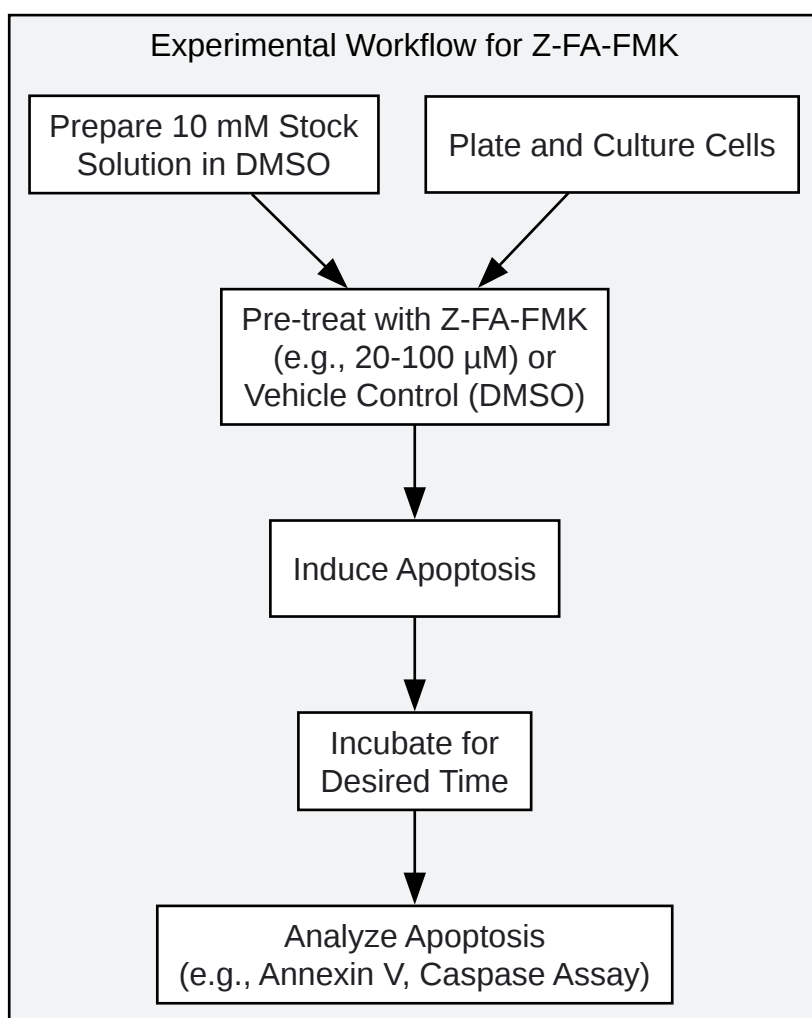 Experimental Workflow for Z-FA-FMK
Prepare 10 mM Stock
Solution in DMSO
Plate and Culture Cells
Pre-treat with Z-FA-FMK
(e.g., 20-100 µM) or
Vehicle Control (DMSO)
Induce Apoptosis
Incubate for
Desired Time
Analyze Apoptosis
(e.g., Annexin V, Caspase Assay)